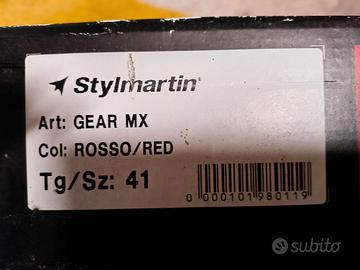 Stylmartin®
Art: GEAR MX
Col: ROSSO/RED
Tg/Sz: 41
0 000101 980119
subito